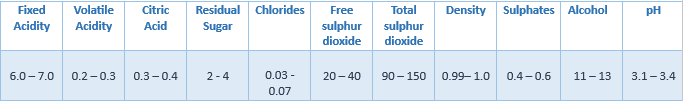 Fixed Acidity
Volatile Acidity
Citric Acid
Residual Sugar
Chlorides
Free sulphur dioxide
Total sulphur dioxide
Density
Sulphates
Alcohol
pH
6.0 – 7.0
0.2 – 0.3
0.3 – 0.4
2 - 4
0.03 - 0.07
20 – 40
90 – 150
0.99– 1.0
0.4 – 0.6
11 – 13
3.1 – 3.4